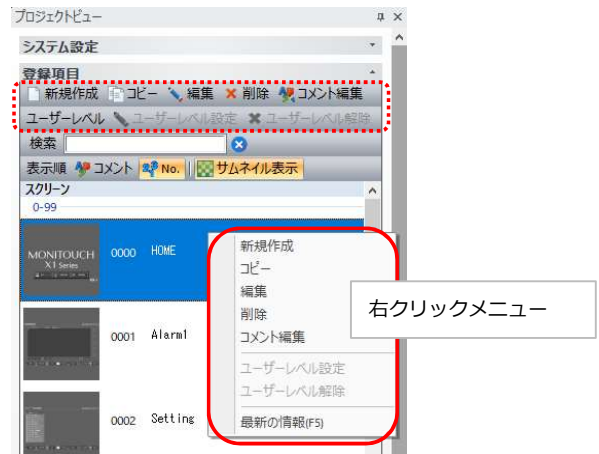 プロジェクトビュー
システム設定
登録項目
新規作成 コピー 編集 削除 コメント編集
ユーザーレベル ユーザーレベル設定 ユーザーレベル解除
検索
表示順 コメント No. サムネイル表示
スクリーン
0-99
MONITOUCH
X1 Series
0000 HOME
0001 Alarm1
0002 Setting
新規作成
コピー
編集
削除
コメント編集
ユーザーレベル設定
ユーザーレベル解除
最新の情報(F5)
右クリックメニュー